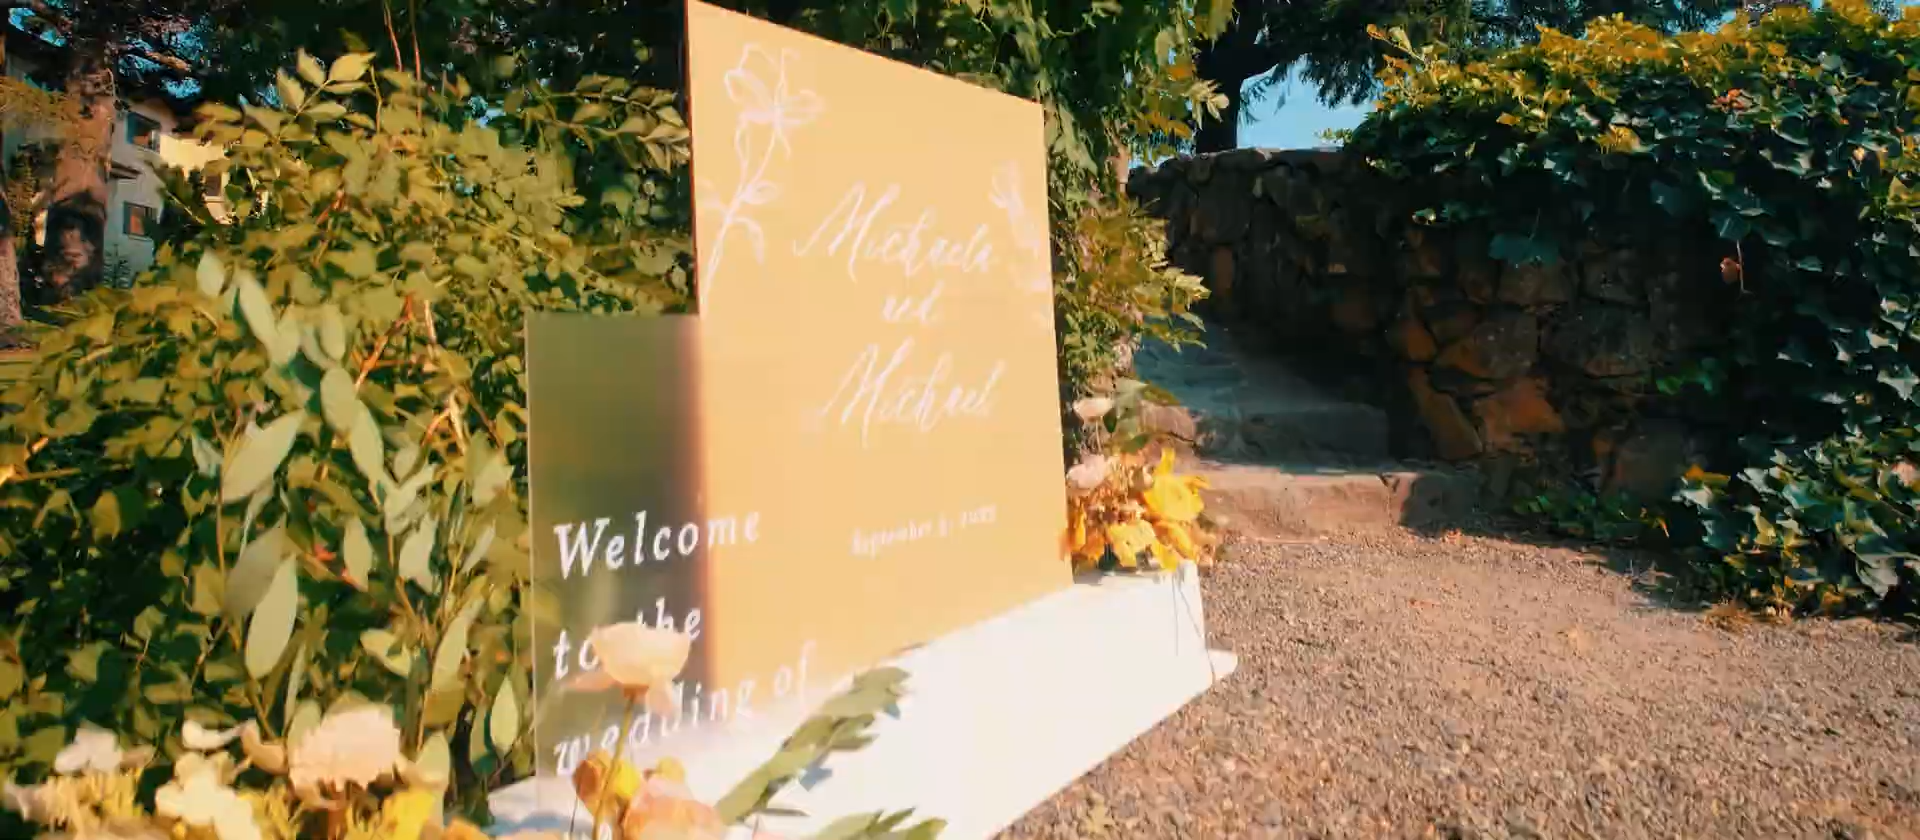 Welcome
to the
wedding of
Michaela
and
Michael
September